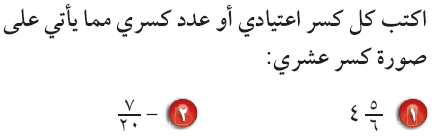 اكتب كل كسر اعتيادي أو عدد كسري مما يأتي على
صورة كسر عشري:
١ ٤ ٥/٦ ٢ − ٧/٢٠